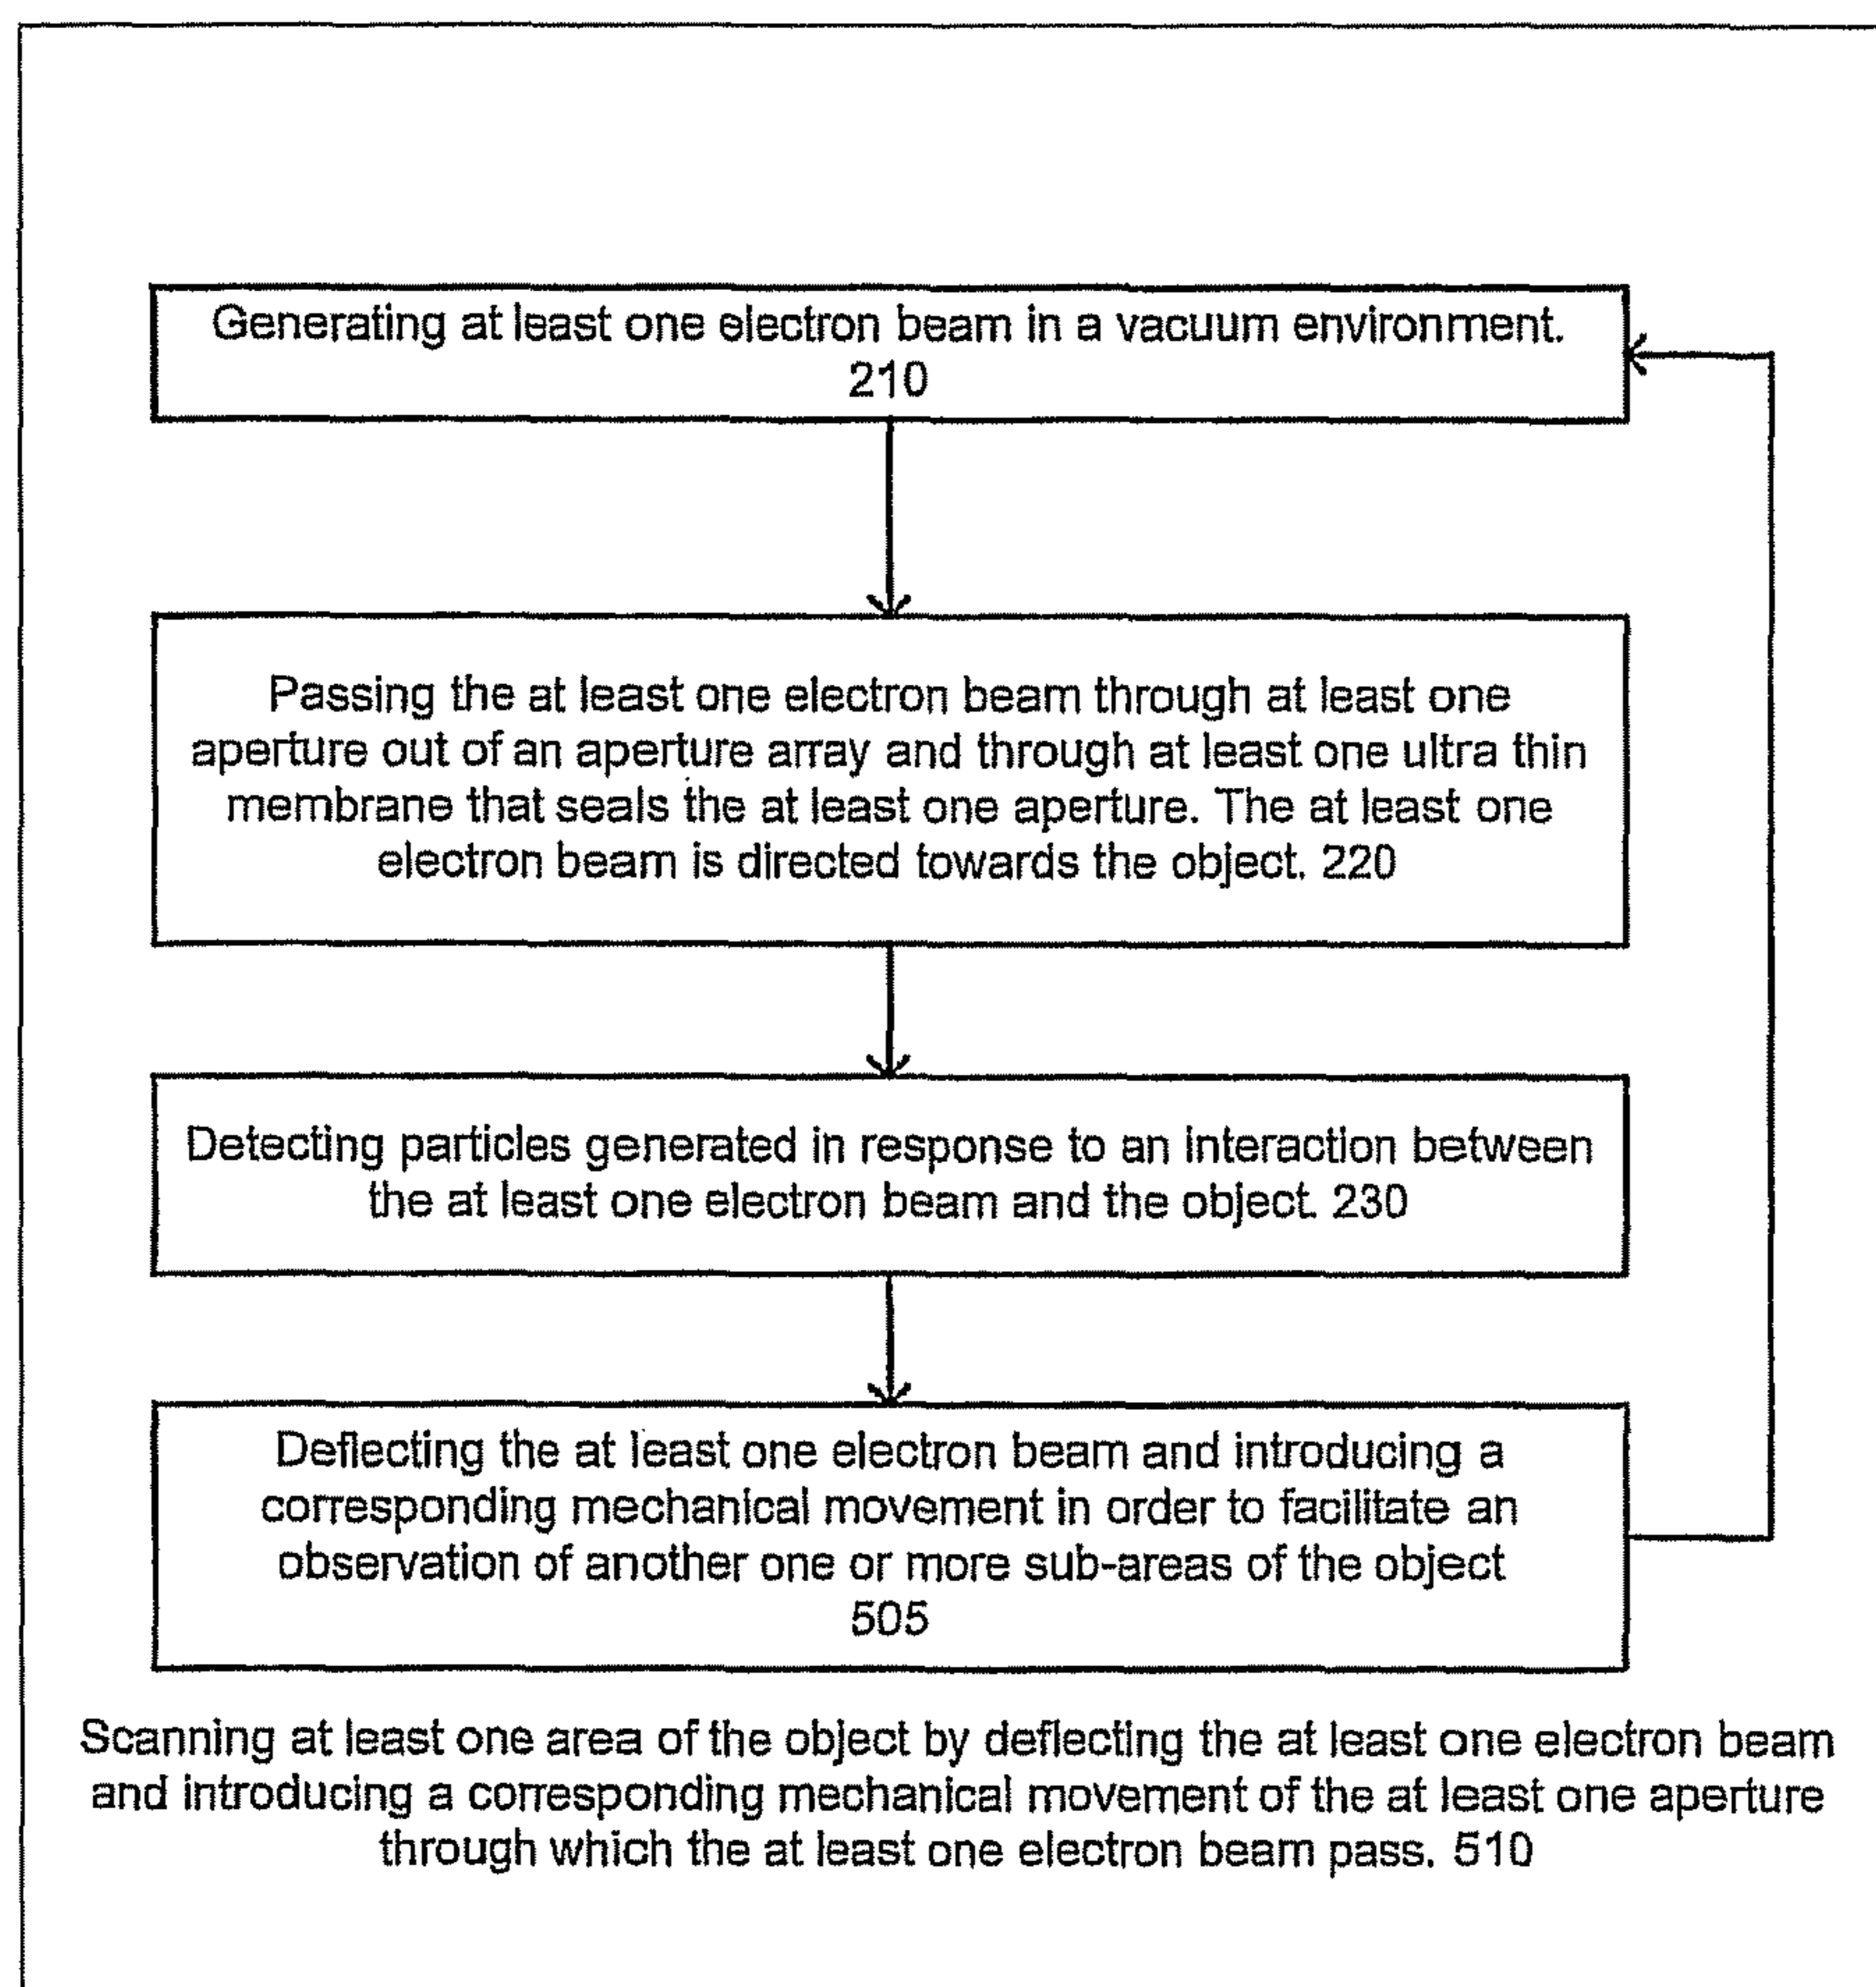 Generating at least one electron beam in a vacuum environment.
210
Passing the at least one electron beam through at least one
aperture out of an aperture array and through at least one ultra thin
membrane that seals the at least one aperture. The at least one
electron beam is directed towards the object. 220
Detecting particles generated in response to an interaction between
the at least one electron beam and the object. 230
Deflecting the at least one electron beam and introducing a
corresponding mechanical movement in order to facilitate an
observation of another one or more sub-areas of the object
505
Scanning at least one area of the object by deflecting the at least one electron beam
and introducing a corresponding mechanical movement of the at least one aperture
through which the at least one electron beam pass. 510